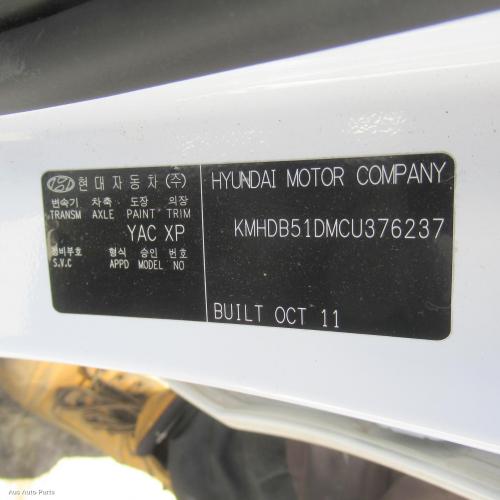 현대자동차(주)
변속기 차축 도장 의장
TRANSM AXLE PAINT TRIM
YAC XP
정비부호 형식 승인 번호
S.V.C APPD MODEL NO
HYUNDAI MOTOR COMPANY
KMHDB51DMCU376237
BUILT OCT 11
Aus Auto Parts